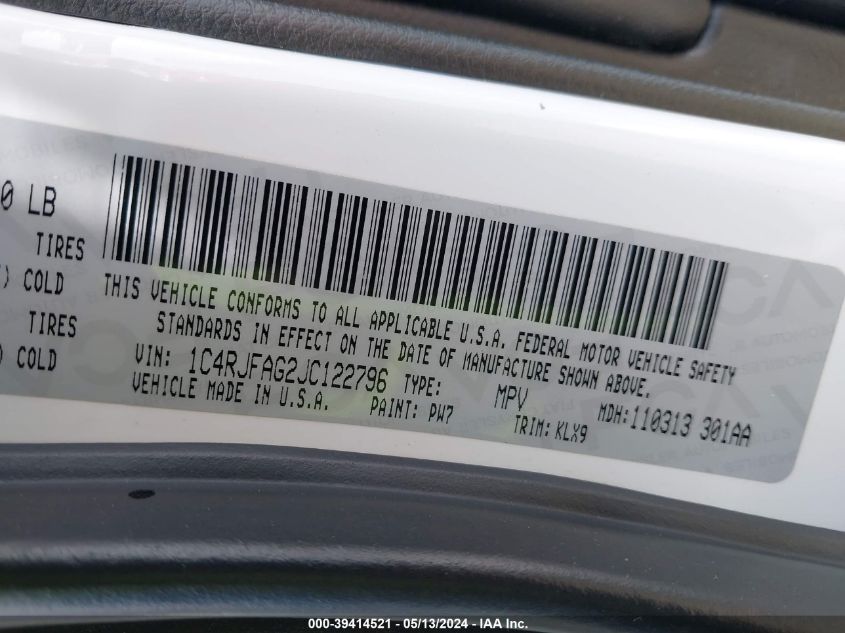 0 LB
TIRES
) COLD
TIRES
) COLD
THIS VEHICLE CONFORMS TO ALL APPLICABLE U.S.A. FEDERAL MOTOR VEHICLE SAFETY
STANDARDS IN EFFECT ON THE DATE OF MANUFACTURE SHOWN ABOVE.
VIN: 1C4RJFAG2JC122796 TYPE: MPV MDH:110313 301AA
VEHICLE MADE IN U.S.A. PAINT: PW7 TRIM: KLX9
000-39414521 - 05/13/2024 - IAA Inc.